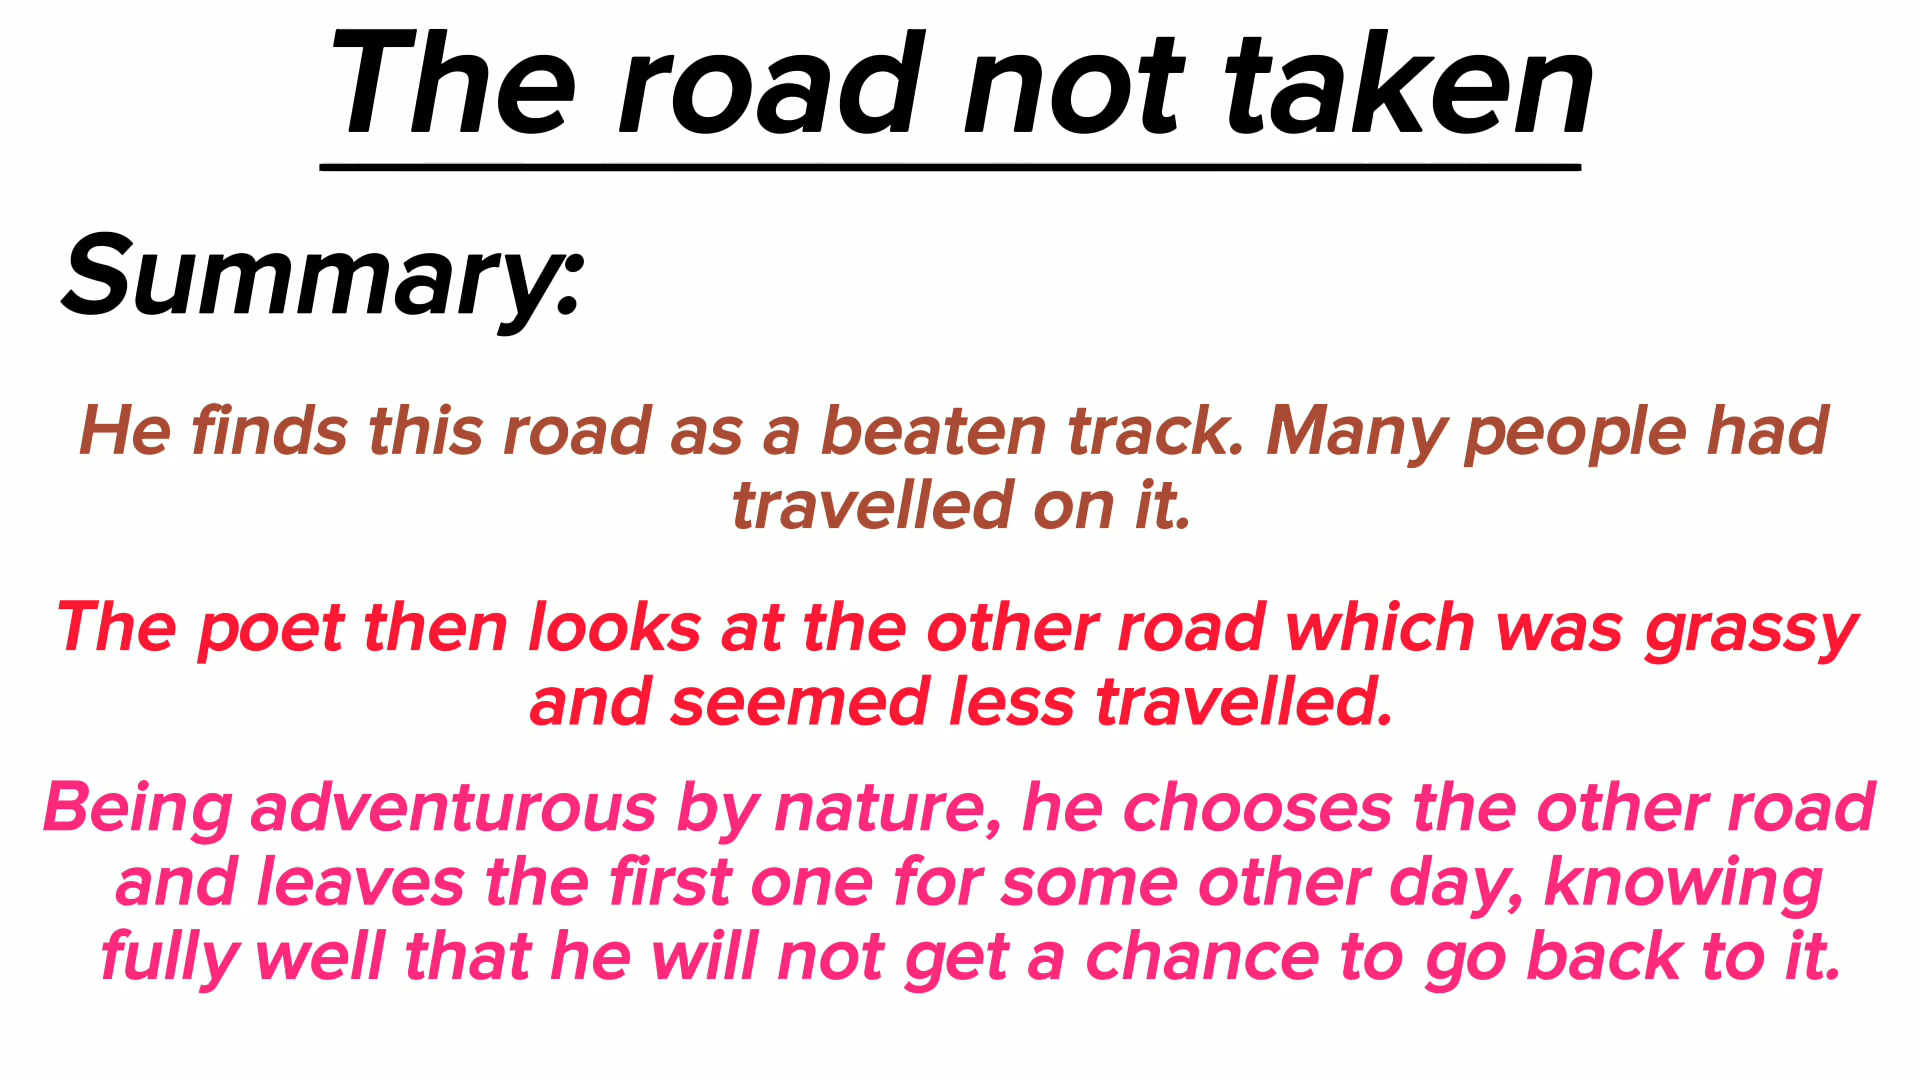 The road not taken
Summary:
He finds this road as a beaten track. Many people had
travelled on it.
The poet then looks at the other road which was grassy
and seemed less travelled.
Being adventurous by nature, he chooses the other road
and leaves the first one for some other day, knowing
fully well that he will not get a chance to go back to it.